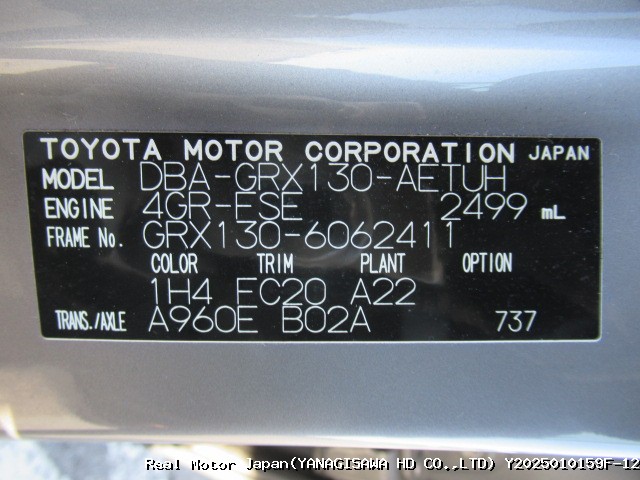 TOYOTA MOTOR CORPORATION JAPAN
MODEL DBA-GRX130-AETUH
ENGINE 4GR-FSE 2499 mL
FRAME No. GRX130-6062411
COLOR TRIM PLANT OPTION
1H4 FC20 A22
TRANS./AXLE A960E B02A 737
Real Motor Japan(YANAGISAWA HD CO.,LTD) Y2025010159F-12